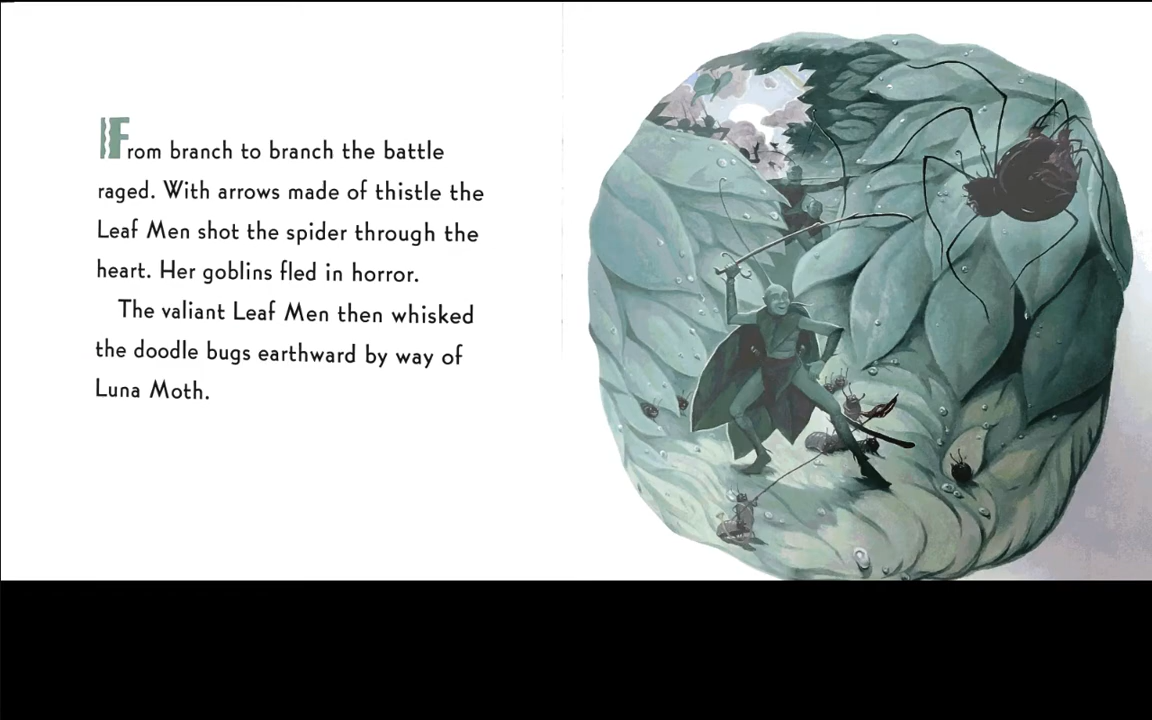 From branch to branch the battle
raged. With arrows made of thistle the
Leaf Men shot the spider through the
heart. Her goblins fled in horror.
The valiant Leaf Men then whisked
the doodle bugs earthward by way of
Luna Moth.